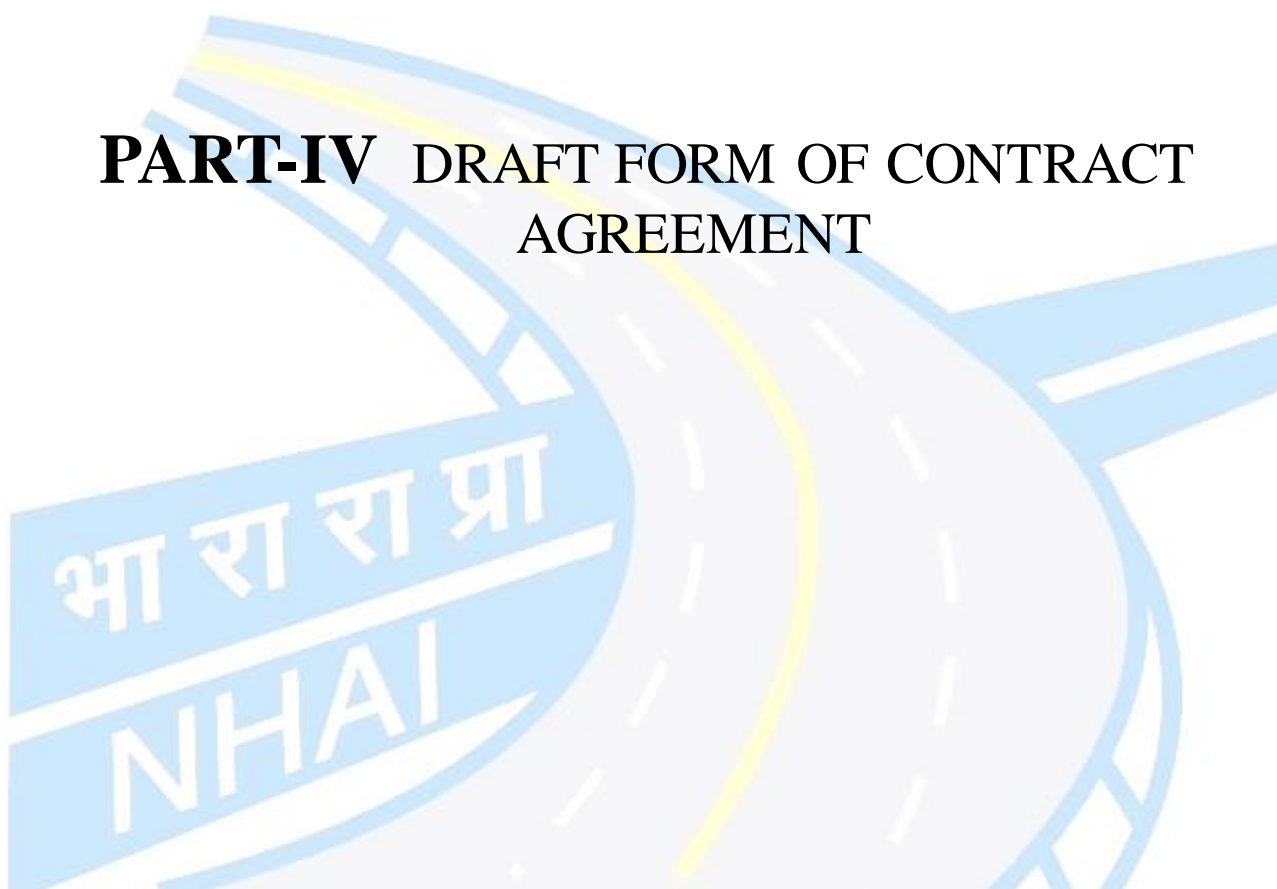 PART-IV DRAFT FORM OF CONTRACT
AGREEMENT
भा रा रा प्रा
NHAI